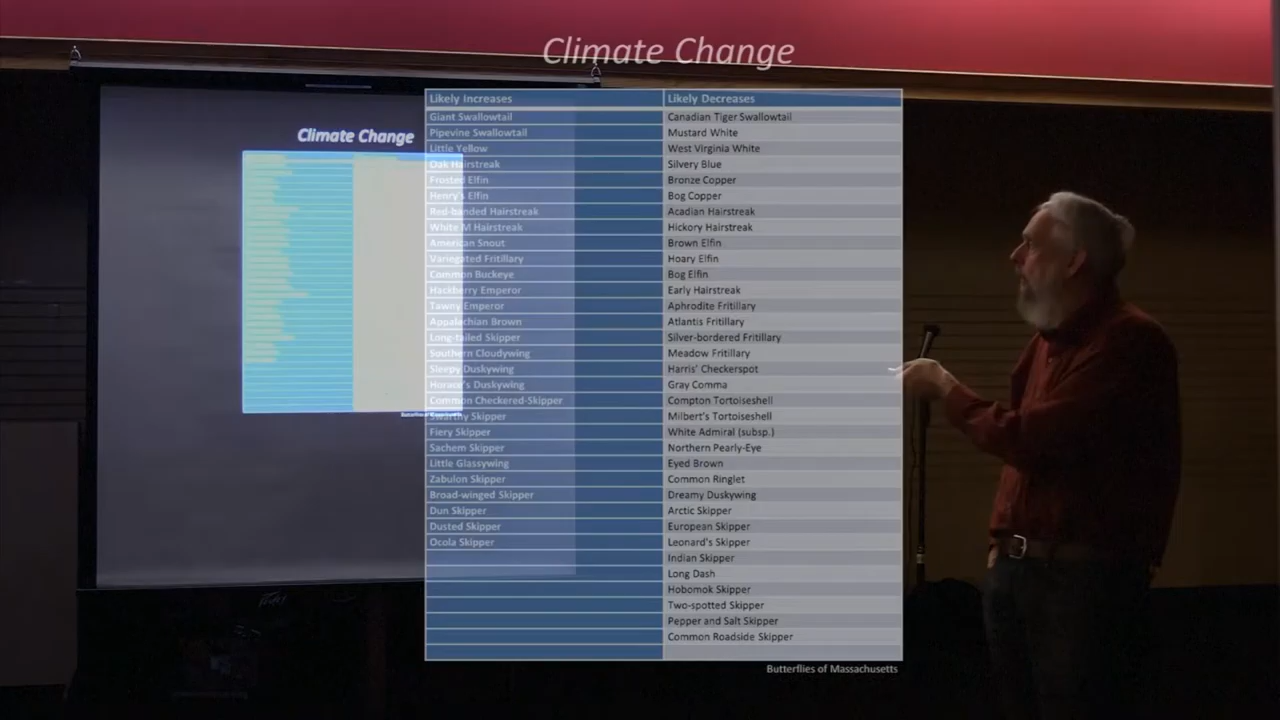 Climate Change
Climate Change
Likely Increases Likely Decreases
Giant Swallowtail Canadian Tiger Swallowtail
Pipevine Swallowtail Mustard White
Little Yellow West Virginia White
Oak Hairstreak Silvery Blue
Frosted Elfin Bronze Copper
Henry's Elfin Bog Copper
Red-banded Hairstreak Acadian Hairstreak
White M Hairstreak Hickory Hairstreak
American Snout Brown Elfin
Variegated Fritillary Hoary Elfin
Common Buckeye Bog Elfin
Hackberry Emperor Early Hairstreak
Tawny Emperor Aphrodite Fritillary
Appalachian Brown Atlantis Fritillary
Long-tailed Skipper Silver-bordered Fritillary
Southern Cloudywing Meadow Fritillary
Sleepy Duskywing Harris' Checkerspot
Horace's Duskywing Gray Comma
Common Checkered-Skipper Compton Tortoiseshell
Swarthy Skipper Milbert's Tortoiseshell
Fiery Skipper White Admiral (subsp.)
Sachem Skipper Northern Pearly-Eye
Little Glassywing Eyed Brown
Zabulon Skipper Common Ringlet
Broad-winged Skipper Dreamy Duskywing
Dun Skipper Arctic Skipper
Dusted Skipper European Skipper
Ocola Skipper Leonard's Skipper
Indian Skipper
Long Dash
Hobomok Skipper
Two-spotted Skipper
Pepper and Salt Skipper
Common Roadside Skipper
Butterflies of Massachusetts